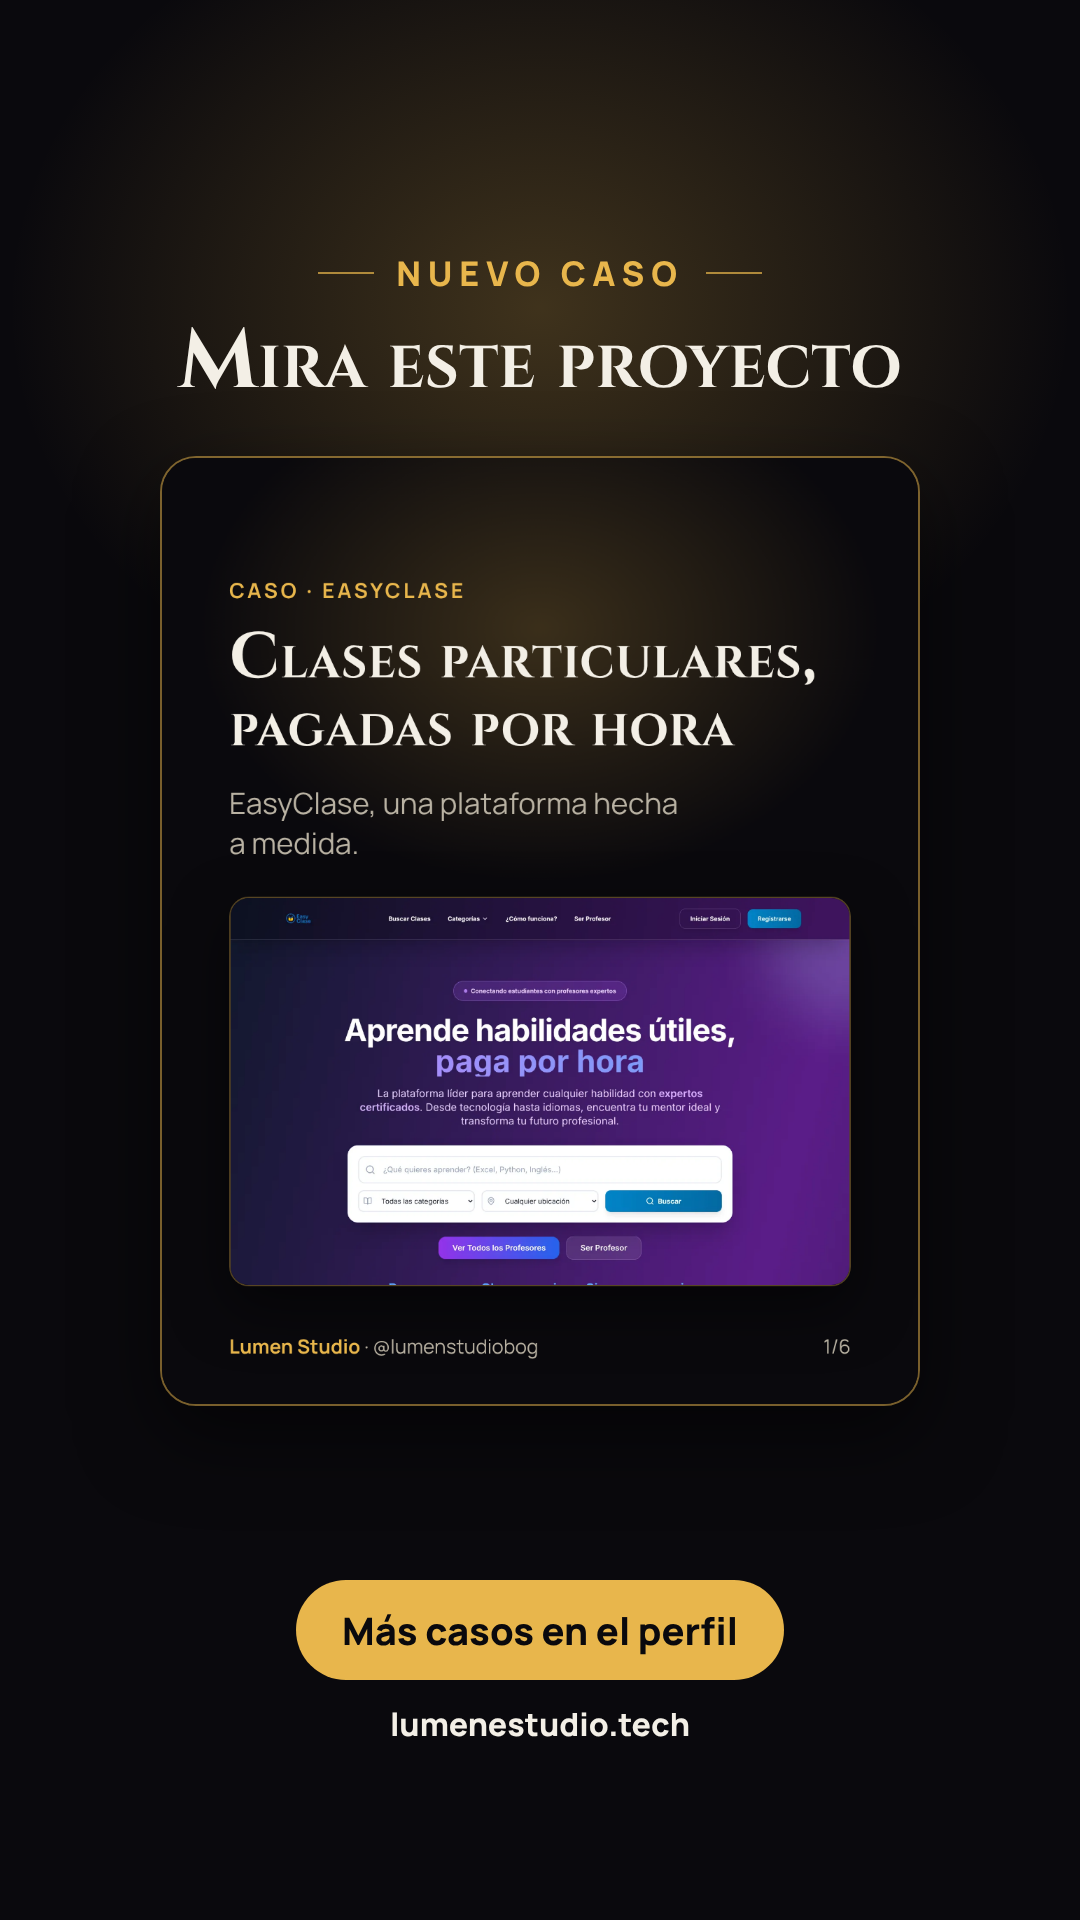 NUEVO CASO
Mira este proyecto
CASO · EASYCLASE
Clases particulares,
pagadas por hora
EasyClase, una plataforma hecha
a medida.
Easy
Clase
Buscar Clases Categorías ¿Cómo funciona? Ser Profesor Iniciar Sesión Registrarse
Conectando estudiantes con profesores expertos
Aprende habilidades útiles,
paga por hora
La plataforma líder para aprender cualquier habilidad con expertos
certificados. Desde tecnología hasta idiomas, encuentra tu mentor ideal y
transforma tu futuro profesional.
¿Qué quieres aprender? (Excel, Python, Inglés...)
Todas las categorías Cualquier ubicación Buscar
Ver Todos los Profesores Ser Profesor
Lumen Studio · @lumenstudiobog 1/6
Más casos en el perfil
lumenestudio.tech